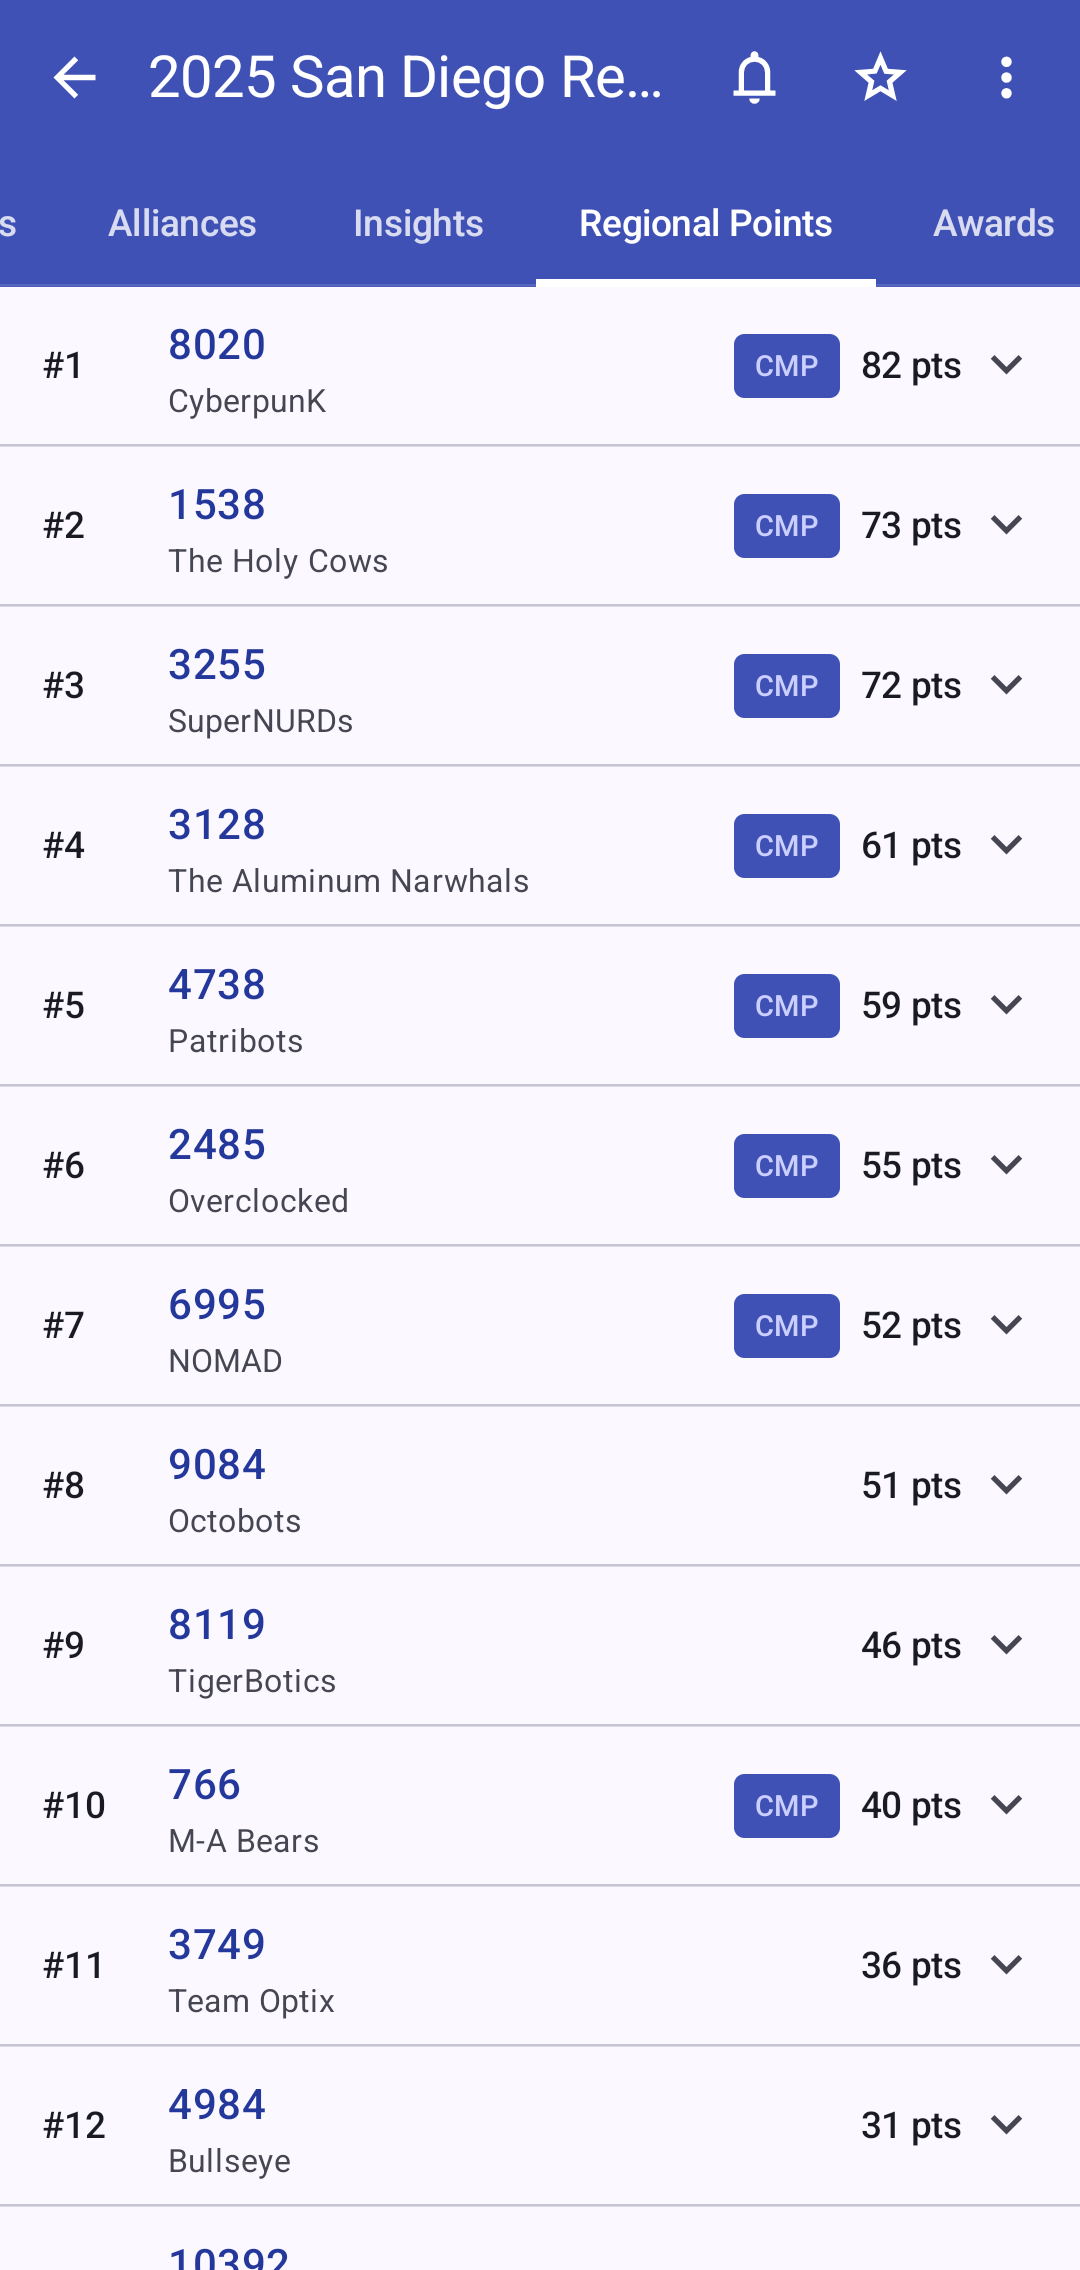 2025 San Diego Re...
s Alliances Insights Regional Points Awards
#1 8020 CMP 82 pts
CyberpunK
#2 1538 CMP 73 pts
The Holy Cows
#3 3255 CMP 72 pts
SuperNURDs
#4 3128 CMP 61 pts
The Aluminum Narwhals
#5 4738 CMP 59 pts
Patribots
#6 2485 CMP 55 pts
Overclocked
#7 6995 CMP 52 pts
NOMAD
#8 9084 51 pts
Octobots
#9 8119 46 pts
TigerBotics
#10 766 CMP 40 pts
M-A Bears
#11 3749 36 pts
Team Optix
#12 4984 31 pts
Bullseye
10392